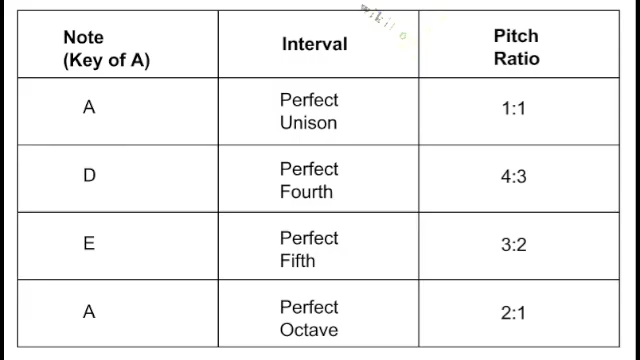 Note
(Key of A)
Interval
Pitch
Ratio
A
Perfect
Unison
1:1
D
Perfect
Fourth
4:3
E
Perfect
Fifth
3:2
A
Perfect
Octave
2:1